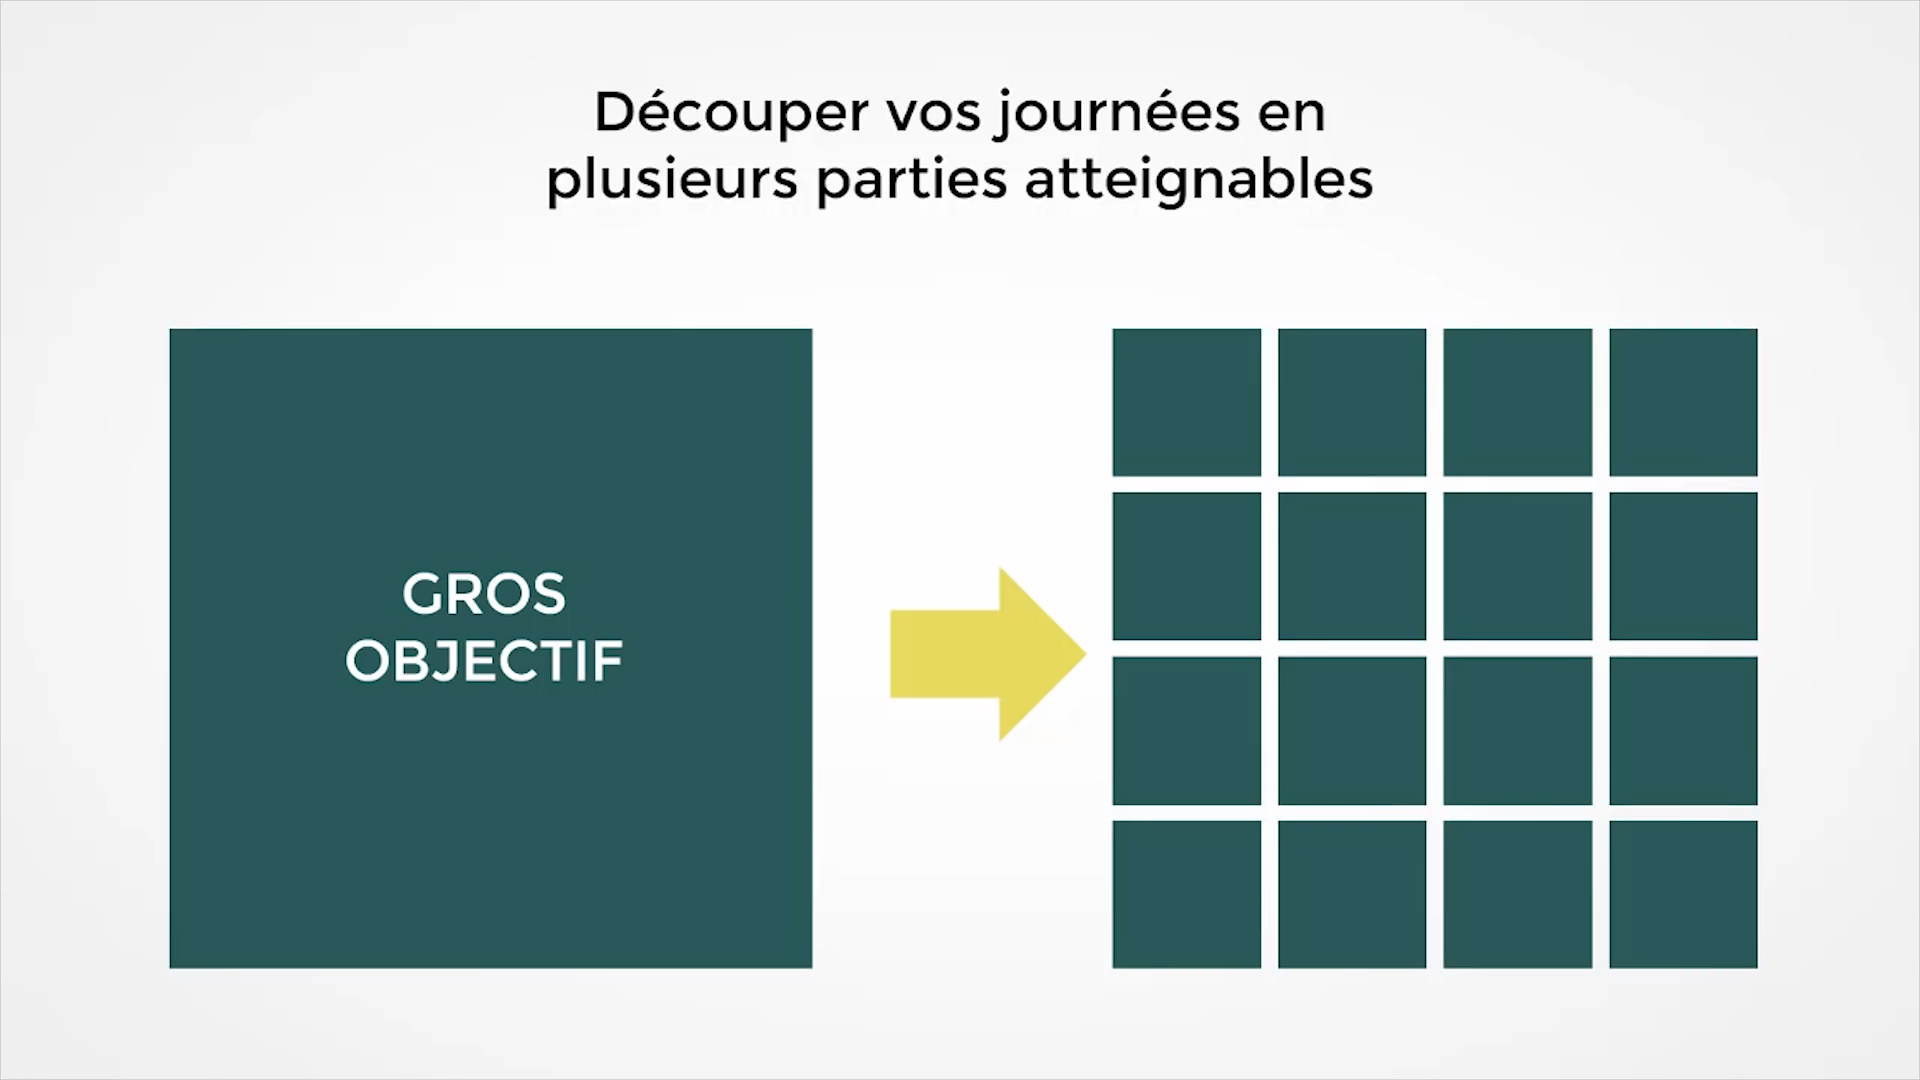 Découper vos journées en
plusieurs parties atteignables
GROS
OBJECTIF